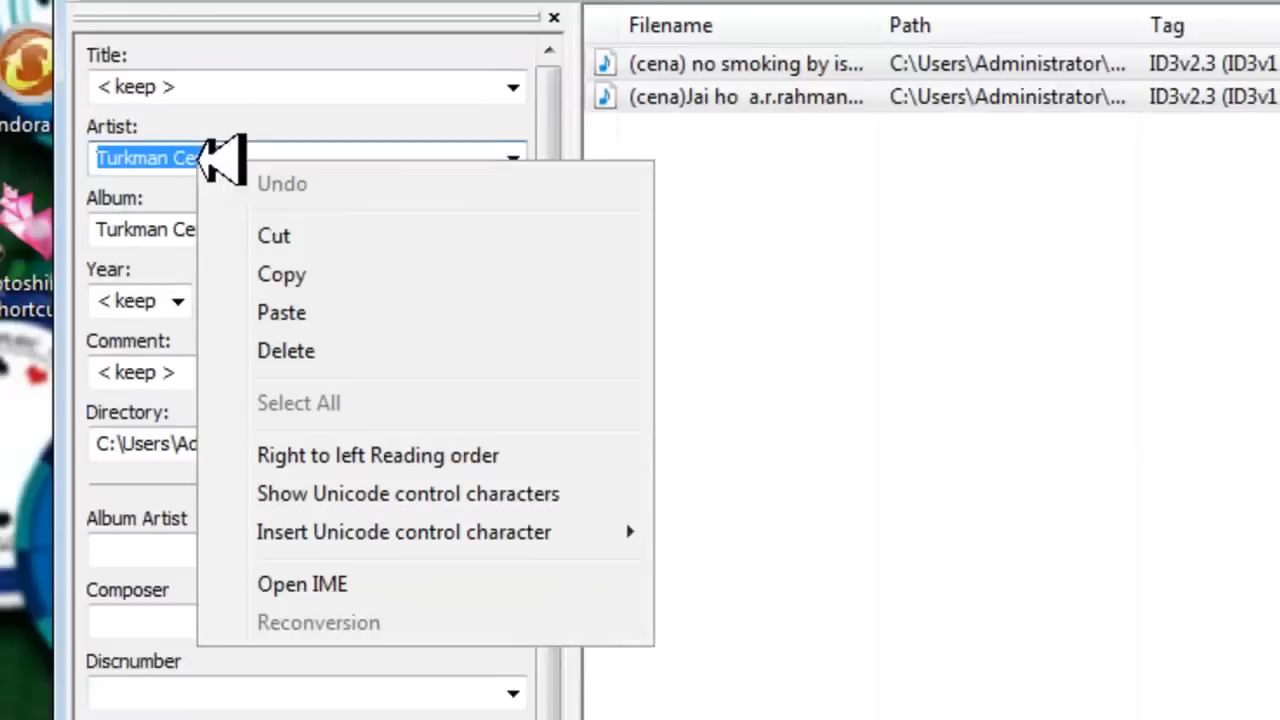 Title:
< keep >
Artist:
Turkman Ce
Album:
Turkman Ce
Year:
< keep
Comment:
< keep >
Directory:
C:\Users\Ad
Album Artist
Composer
Discnumber
Undo
Cut
Copy
Paste
Delete
Select All
Right to left Reading order
Show Unicode control characters
Insert Unicode control character
Open IME
Reconversion
Filename Path Tag
(cena) no smoking by is... C:\Users\Administrator\... ID3v2.3 (ID3v1
(cena)Jai ho a.r.rahman... C:\Users\Administrator\... ID3v2.3 (ID3v1
ndora
otoshil
hortcu